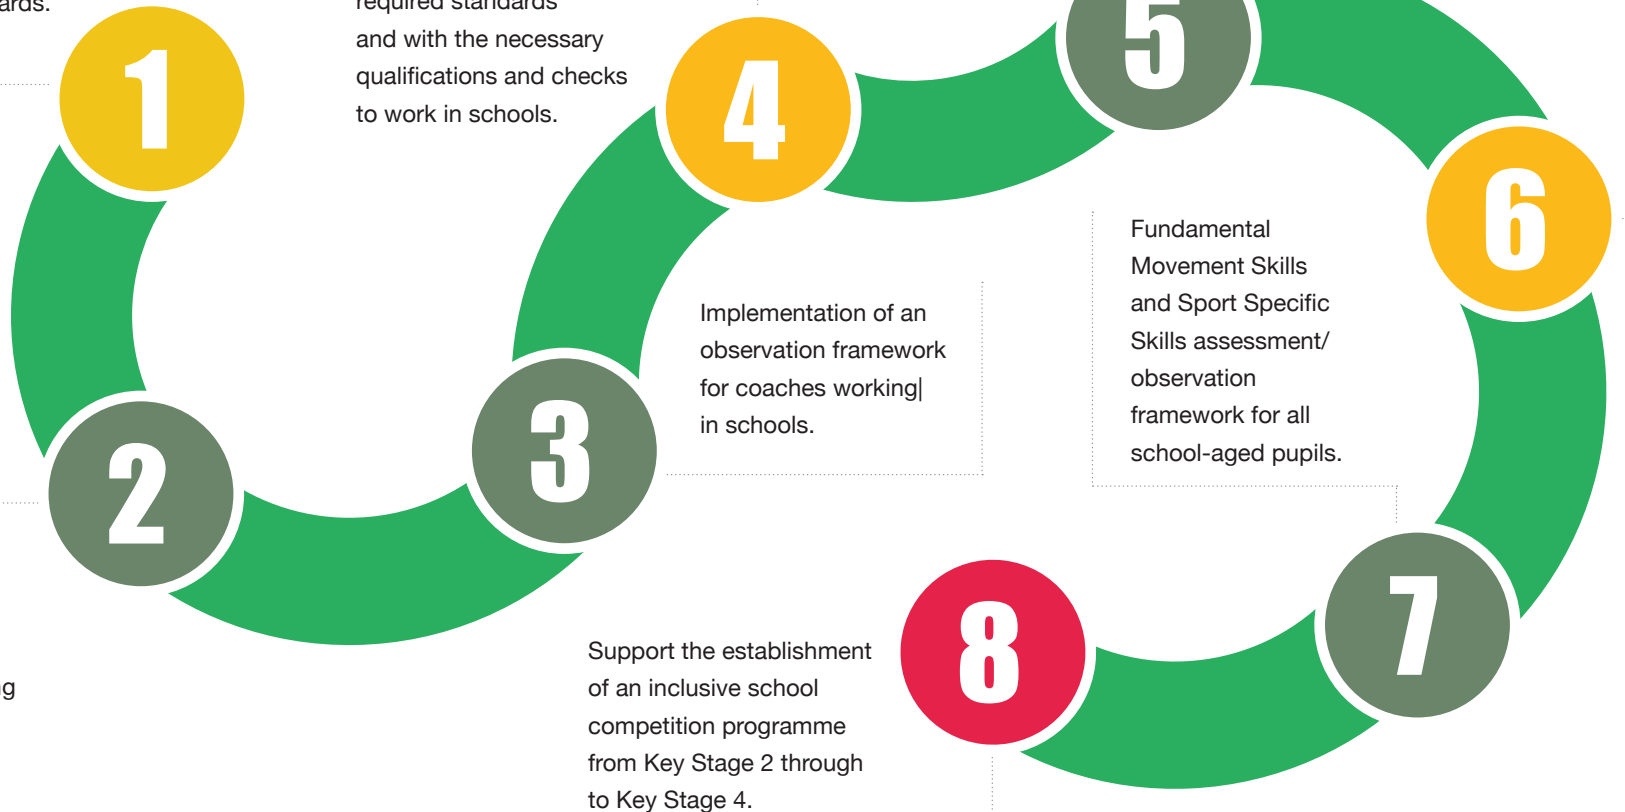 ards.
required standards
and with the necessary
qualifications and checks
to work in schools.
1
4
5
6
Fundamental
Movement Skills
and Sport Specific
Skills assessment/
observation
framework for all
school-aged pupils.
Implementation of an
observation framework
for coaches working|
in schools.
3
2
7
8
Support the establishment
of an inclusive school
competition programme
from Key Stage 2 through
to Key Stage 4.
g